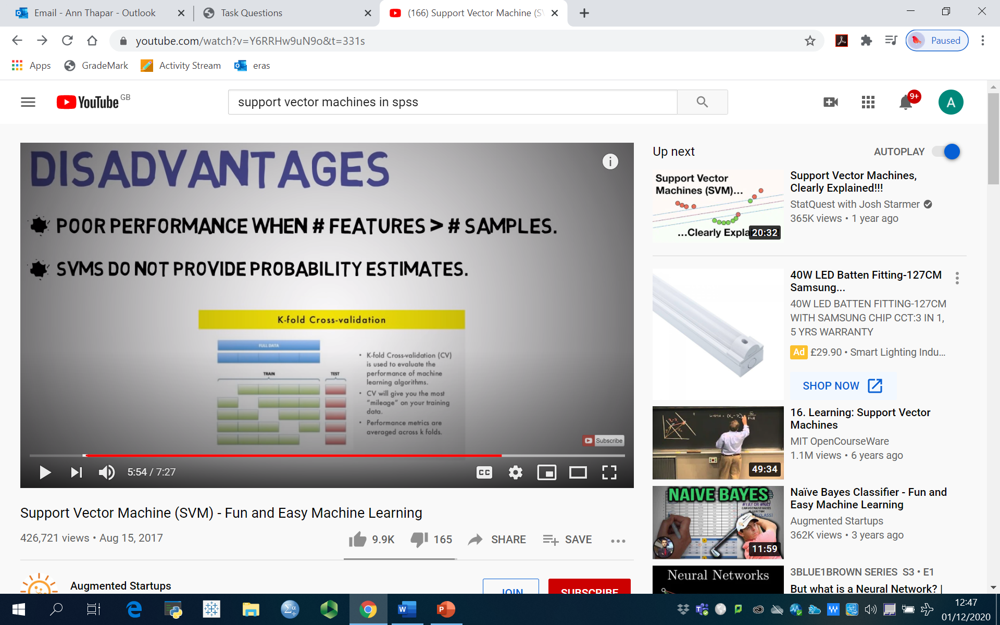 Email - Ann Thapar - Outlook
Task Questions
(166) Support Vector Machine (SV
youtube.com/watch?v=Y6RRHw9uN9o&t=331s
Paused
Apps
GradeMark
Activity Stream
eras
YouTube GB
support vector machines in spss
9+
A
DISADVANTAGES
POOR PERFORMANCE WHEN # FEATURES > # SAMPLES.
SVMS DO NOT PROVIDE PROBABILITY ESTIMATES.
K-fold Cross-validation
FULL DATA
TRAIN
TEST
• K-fold Cross-validation (CV)
is used to evaluate the
performance of machine
learning algorithms.
• CV will give you the most
"mileage" on your training
data.
• Performance metrics are
averaged across k folds.
Subscribe
5:54 / 7:27
CC
Support Vector Machine (SVM) - Fun and Easy Machine Learning
426,721 views • Aug 15, 2017
9.9K
165
SHARE
SAVE
Augmented Startups
JOIN
SUBSCRIBE
Up next
AUTOPLAY
Support Vector
Machines (SVM)...
...Clearly Expla
20:32
Support Vector Machines,
Clearly Explained!!!
StatQuest with Josh Starmer
365K views • 1 year ago
40W LED Batten Fitting-127CM
Samsung...
40W LED BATTEN FITTING-127CM
WITH SAMSUNG CHIP CCT:3 IN 1,
5 YRS WARRANTY
Ad £29.90 • Smart Lighting Indu...
SHOP NOW
49:34
16. Learning: Support Vector
Machines
MIT OpenCourseWare
1.1M views • 6 years ago
NAIVE BAYES
#YAY OR #NAY
CAN USE NAIVE BAYES
ALGORITHM
11:59
Naïve Bayes Classifier - Fun and
Easy Machine Learning
Augmented Startups
362K views • 3 years ago
Neural Networks
3BLUE1BROWN SERIES S3 • E1
But what is a Neural Network? |
12:47
01/12/2020